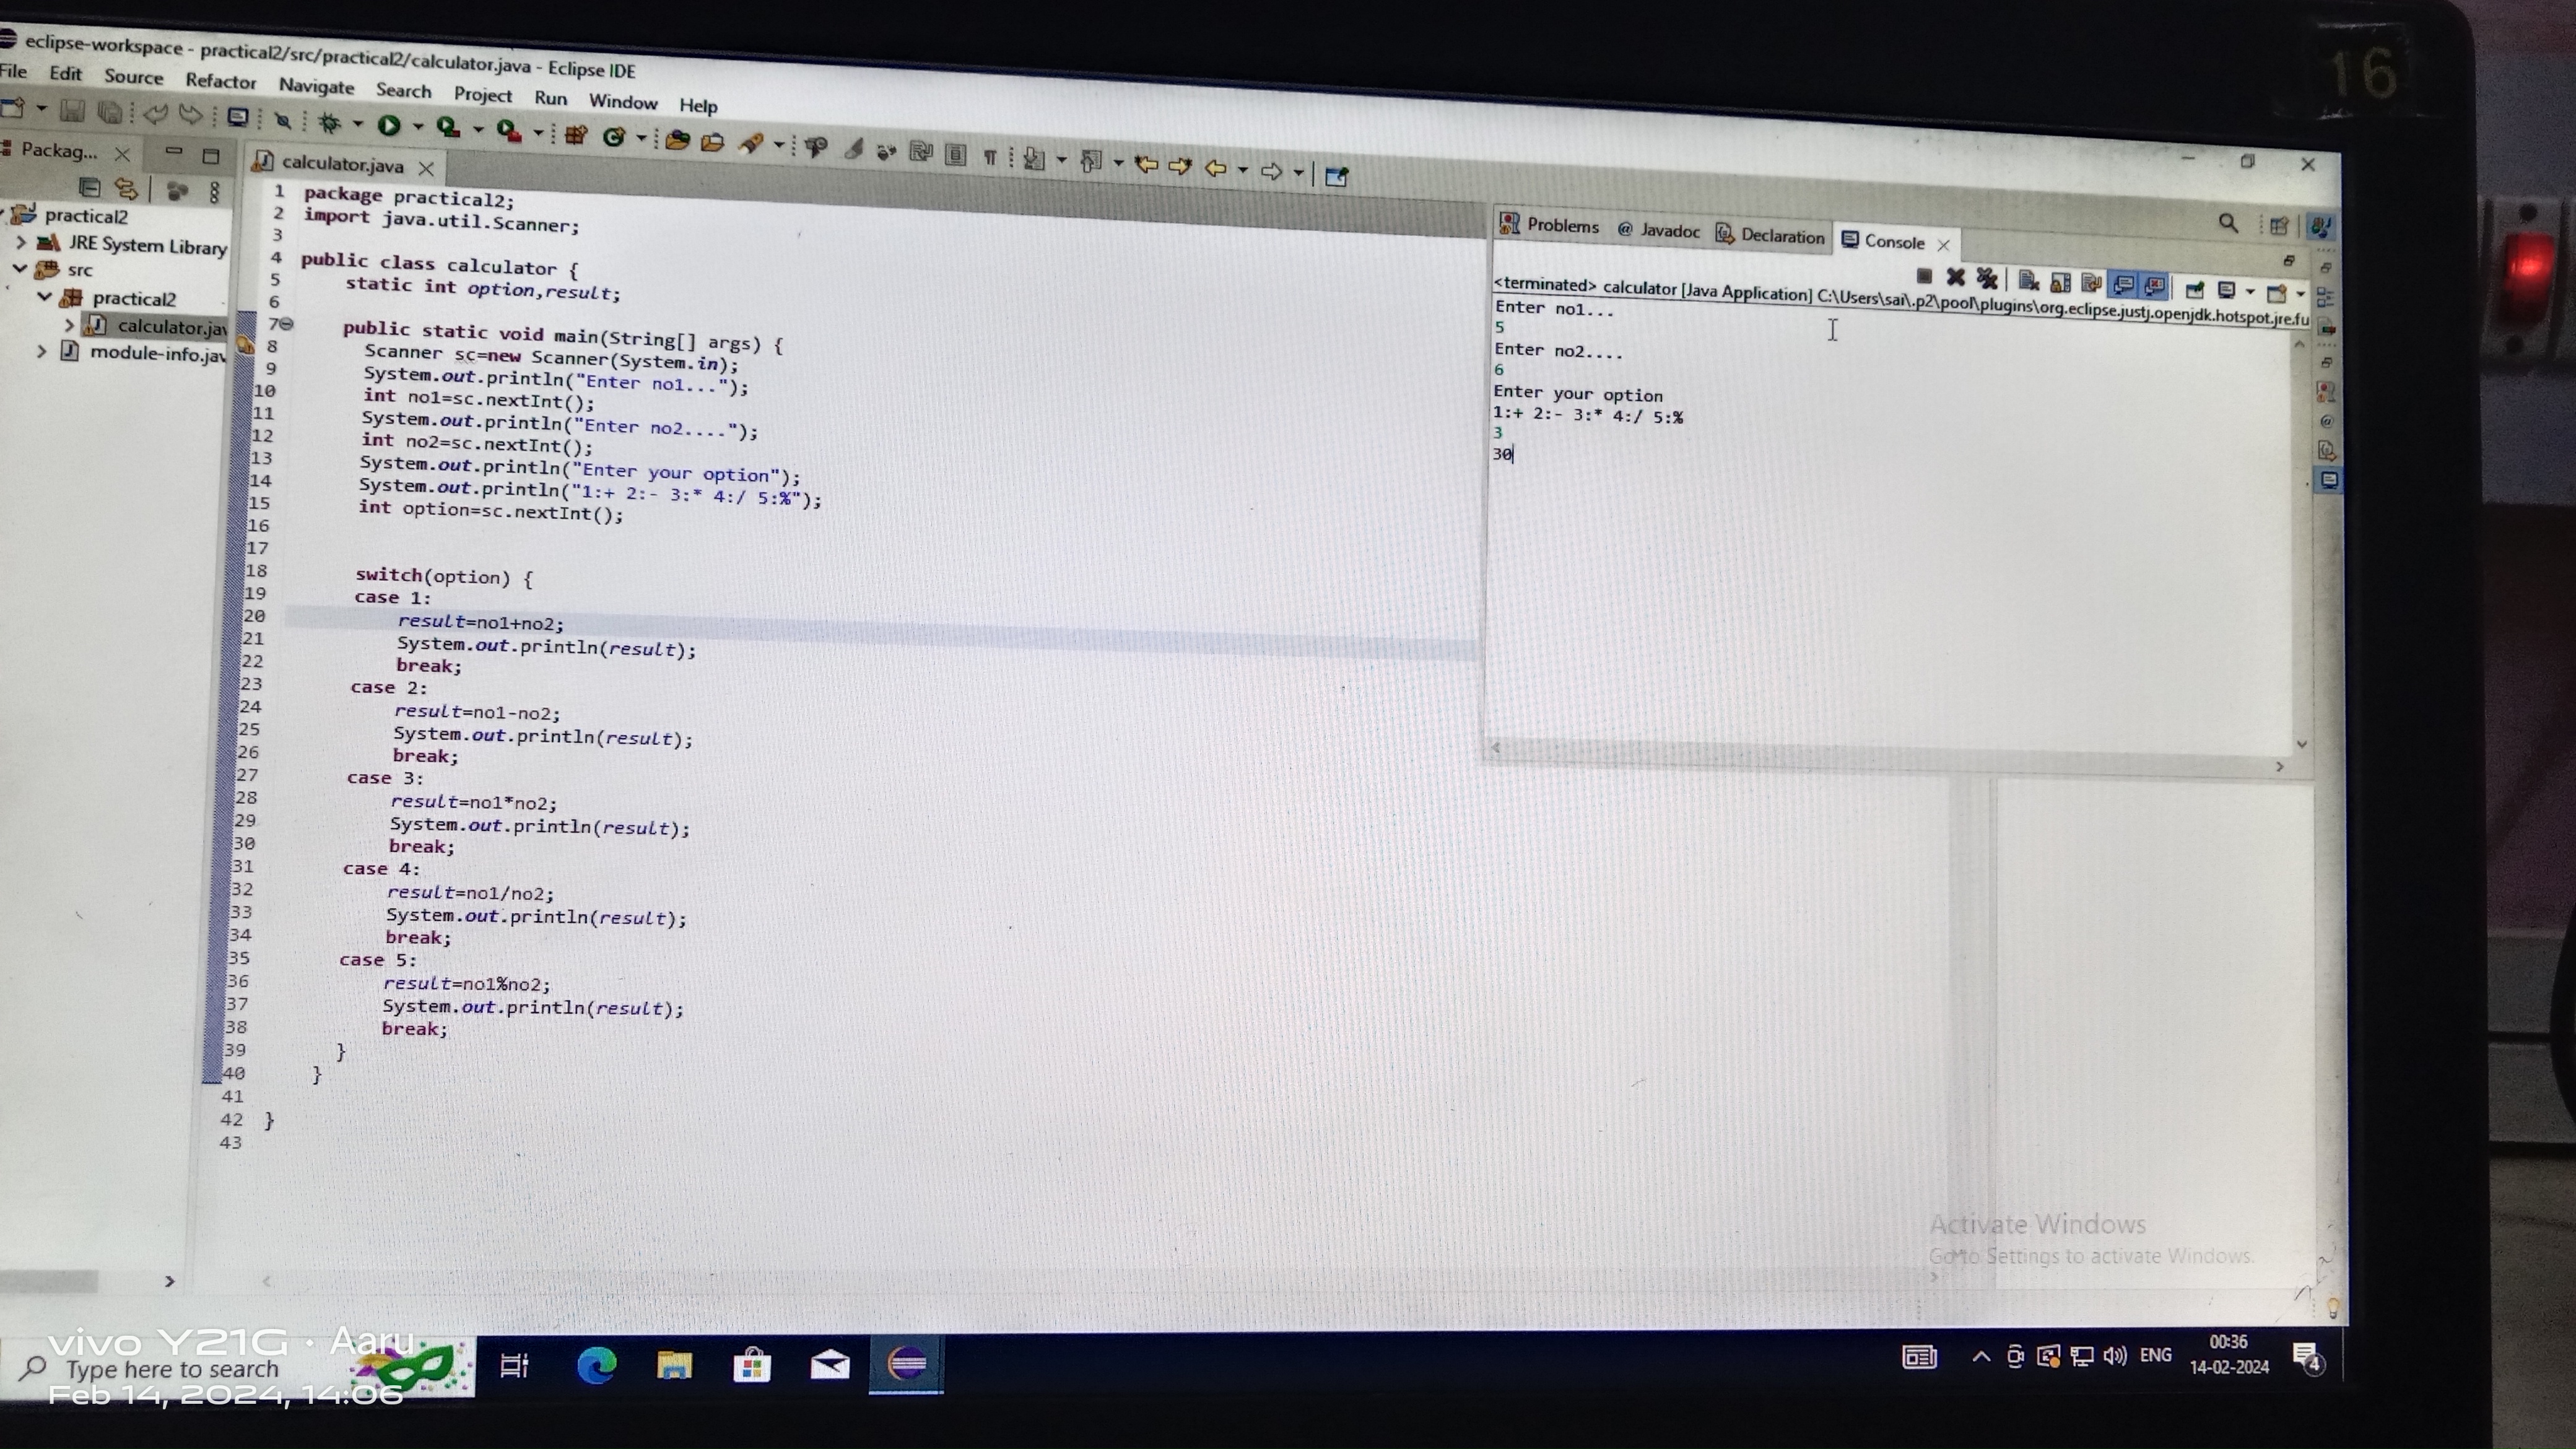 16
eclipse-workspace - practical2/src/practical2/calculator.java - Eclipse IDE
File Edit Source Refactor Navigate Search Project Run Window Help
Packag...
practical2
JRE System Library
src
practical2
calculator.jav
module-info.jav
calculator.java
1 package practical2;
2 import java.util.Scanner;
3
4 public class calculator {
5 static int option,result;
6
7 public static void main(String[] args) {
8 Scanner sc=new Scanner(System.in);
9 System.out.println("Enter no1...");
10 int no1=sc.nextInt();
11 System.out.println("Enter no2....");
12 int no2=sc.nextInt();
13 System.out.println("Enter your option");
14 System.out.println("1:+ 2:- 3:* 4:/ 5:%");
15 int option=sc.nextInt();
16
17
18 switch(option) {
19 case 1:
20 result=no1+no2;
21 System.out.println(result);
22 break;
23 case 2:
24 result=no1-no2;
25 System.out.println(result);
26 break;
27 case 3:
28 result=no1*no2;
29 System.out.println(result);
30 break;
31 case 4:
32 result=no1/no2;
33 System.out.println(result);
34 break;
35 case 5:
36 result=no1%no2;
37 System.out.println(result);
38 break;
39 }
40 }
41
42 }
43
Problems @ Javadoc Declaration Console
<terminated> calculator [Java Application] C:\Users\sai\.p2\pool\plugins\org.eclipse.justj.openjdk.hotspot.jre.fu
Enter no1...
5
Enter no2....
6
Enter your option
1:+ 2:- 3:* 4:/ 5:%
3
30
Activate Windows
Go to Settings to activate Windows.
vivo Y21G · Aaru
Type here to search
Feb 14, 2024, 14:06
ENG
00:36
14-02-2024
4